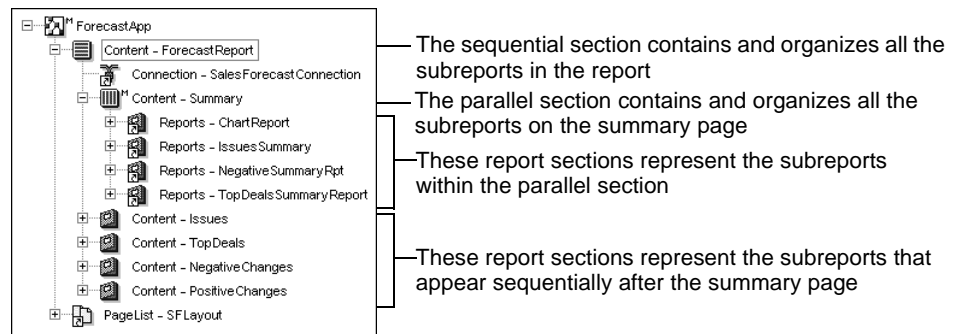 M ForecastApp
Content – ForecastReport
Connection – SalesForecastConnection
M Content – Summary
Reports – ChartReport
Reports – IssuesSummary
Reports – NegativeSummaryRpt
Reports – TopDealsSummaryReport
Content – Issues
Content – TopDeals
Content – NegativeChanges
Content – PositiveChanges
PageList – SFLayout
The sequential section contains and organizes all the
subreports in the report
The parallel section contains and organizes all the
subreports on the summary page
These report sections represent the subreports
within the parallel section
These report sections represent the subreports that
appear sequentially after the summary page